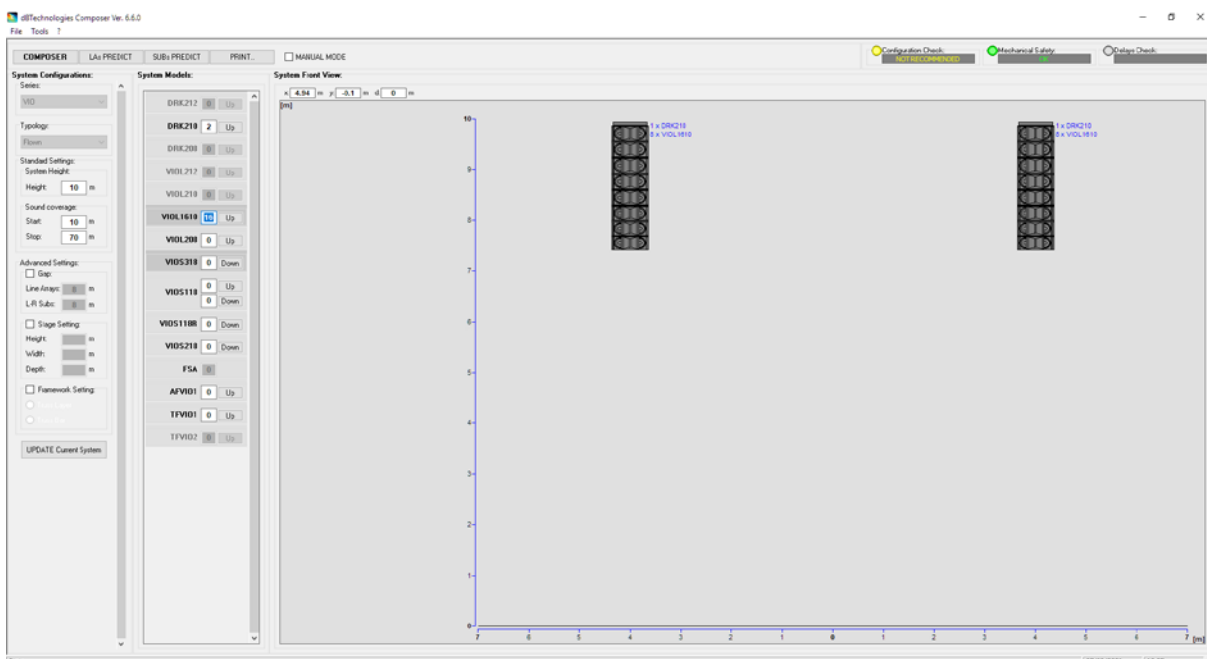 dBTechnologies Composer Ver. 6.6.0
File Tools ?
COMPOSER LAs PREDICT SUBs PREDICT PRINT... MANUAL MODE
Configuration Check: NOT RECOMMENDED
Mechanical Safety: OK
Delays Check:
System Configurations:
Series:
VIO
Typology:
Flown
Standard Settings:
System Height:
Height: 10 m
Sound coverage:
Start: 10 m
Stop: 70 m
Advanced Settings:
Gap:
Line Arrays: m
L-R Subs: m
Stage Setting:
Height: m
Width: m
Depth: m
Framework Setting:
UPDATE Current System
System Models:
DRK212 0 Up
DRK210 2 Up
DRK208 0 Up
VIOL212 0 Up
VIOL210 0 Up
VIOL1610 Up
VIOL208 0 Up
VIOS318 0 Down
VIOS118 0 Up
0 Down
VIOS118R 0 Down
VIOS218 0 Down
FSA 0
AFVIO1 0 Up
TFVIO1 0 Up
TFVIO2 0 Up
System Front View:
x: 4.94 m y: -0.1 m d: 0 m
[m]
1 x DRK210
8 x VIOL1610
1 x DRK210
8 x VIOL1610
10
9
8
7
6
5
4
3
2
1
0
7 6 5 4 3 2 1 0 1 2 3 4 5 6 7 [m]